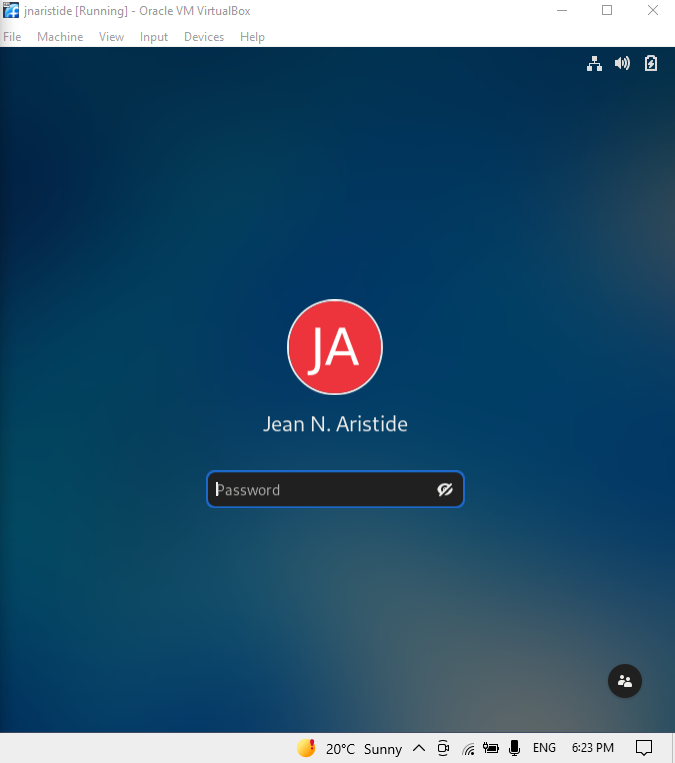 jnaristide [Running] - Oracle VM VirtualBox
File Machine View Input Devices Help
JA
Jean N. Aristide
Password
20°C Sunny ENG 6:23 PM